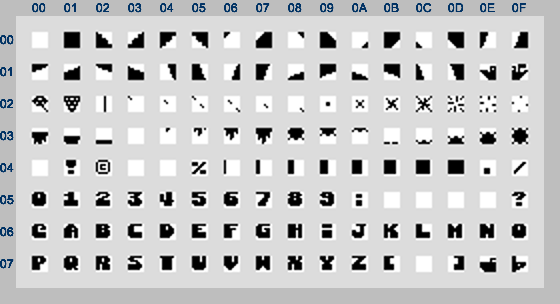 00 01 02 03 04 05 06 07 08 09 0A 0B 0C 0D 0E 0F
00
01
02
03
04 ! © % . /
05 0 1 2 3 4 5 6 7 8 9 : ?
06 A B C D E F G H I J K L M N O
07 P Q R S T U V W X Y Z [ ]